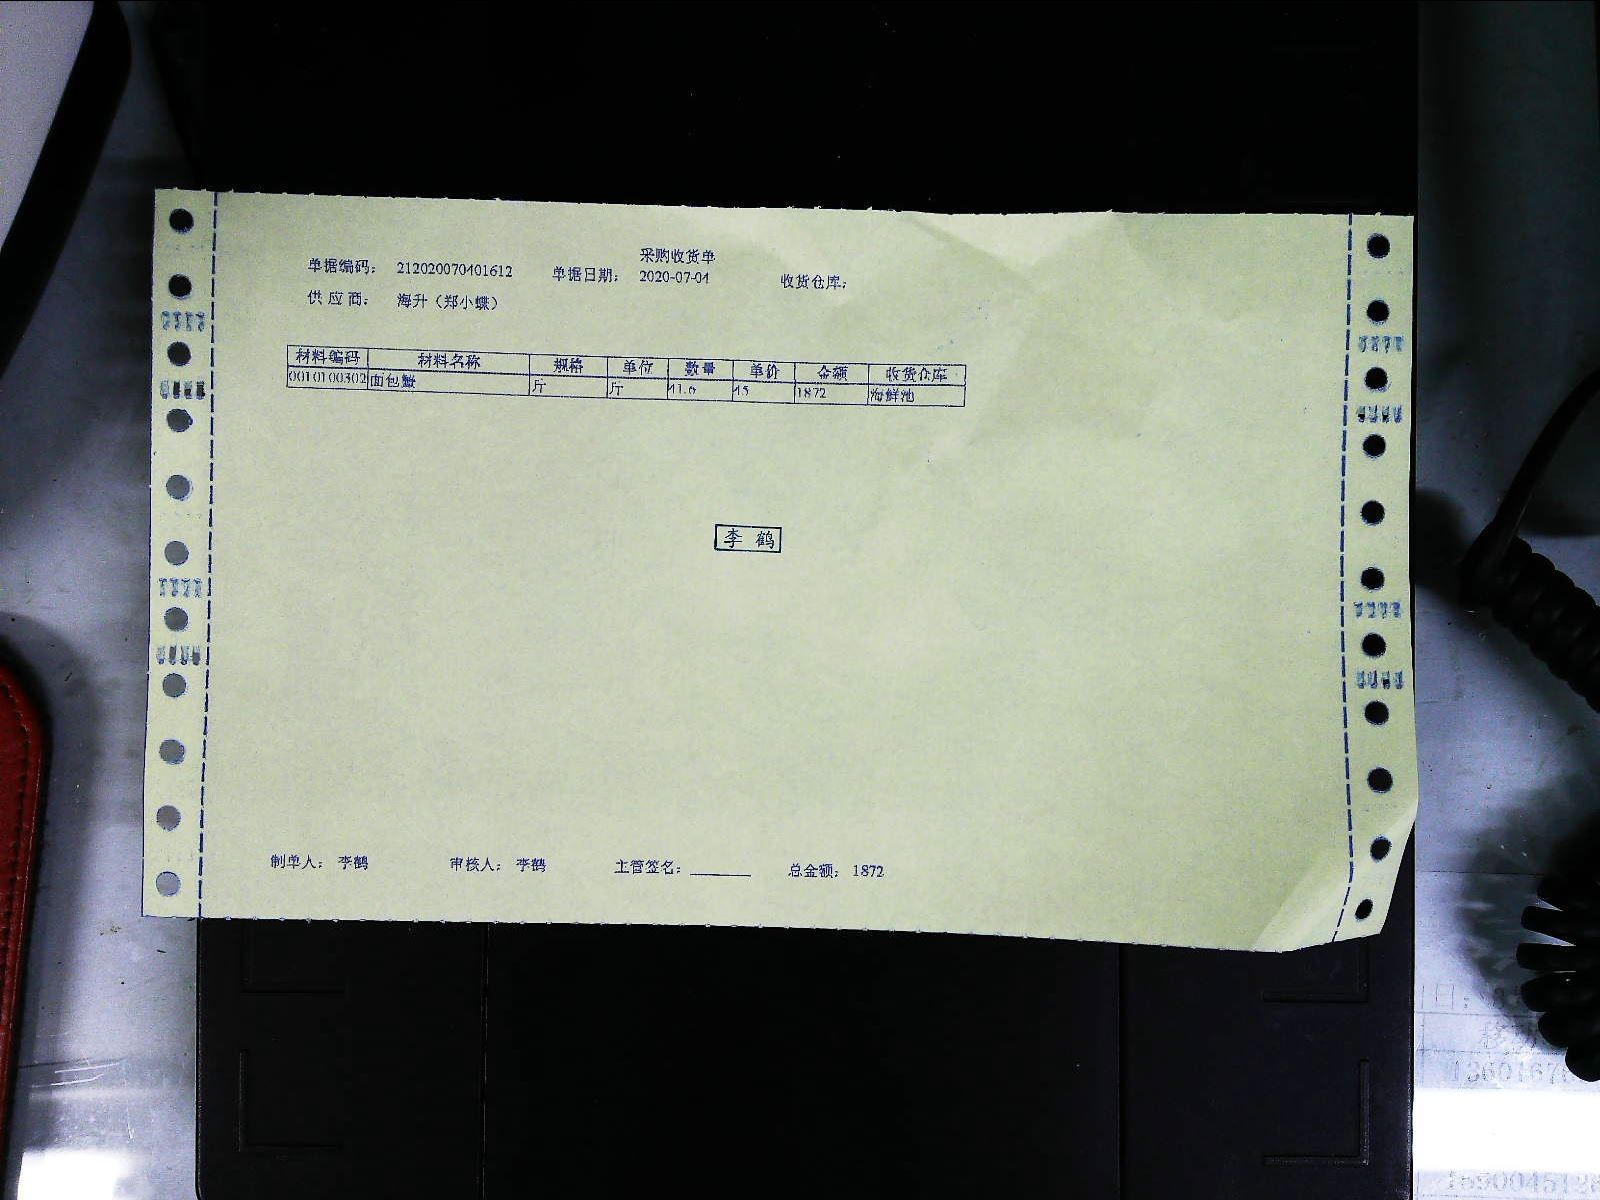 采购收货单
单据编码： 212020070401612 单据日期： 2020-07-04 收货仓库：
供 应 商： 海升（郑小蝶）
材料编码 材料名称 规格 单位 数量 单价 金额 收货仓库
0010100302 面包蟹 斤 斤 41.6 45 1872 海鲜池
李 鹤
制单人： 李鹤 审核人： 李鹤 主管签名： 总金额： 1872